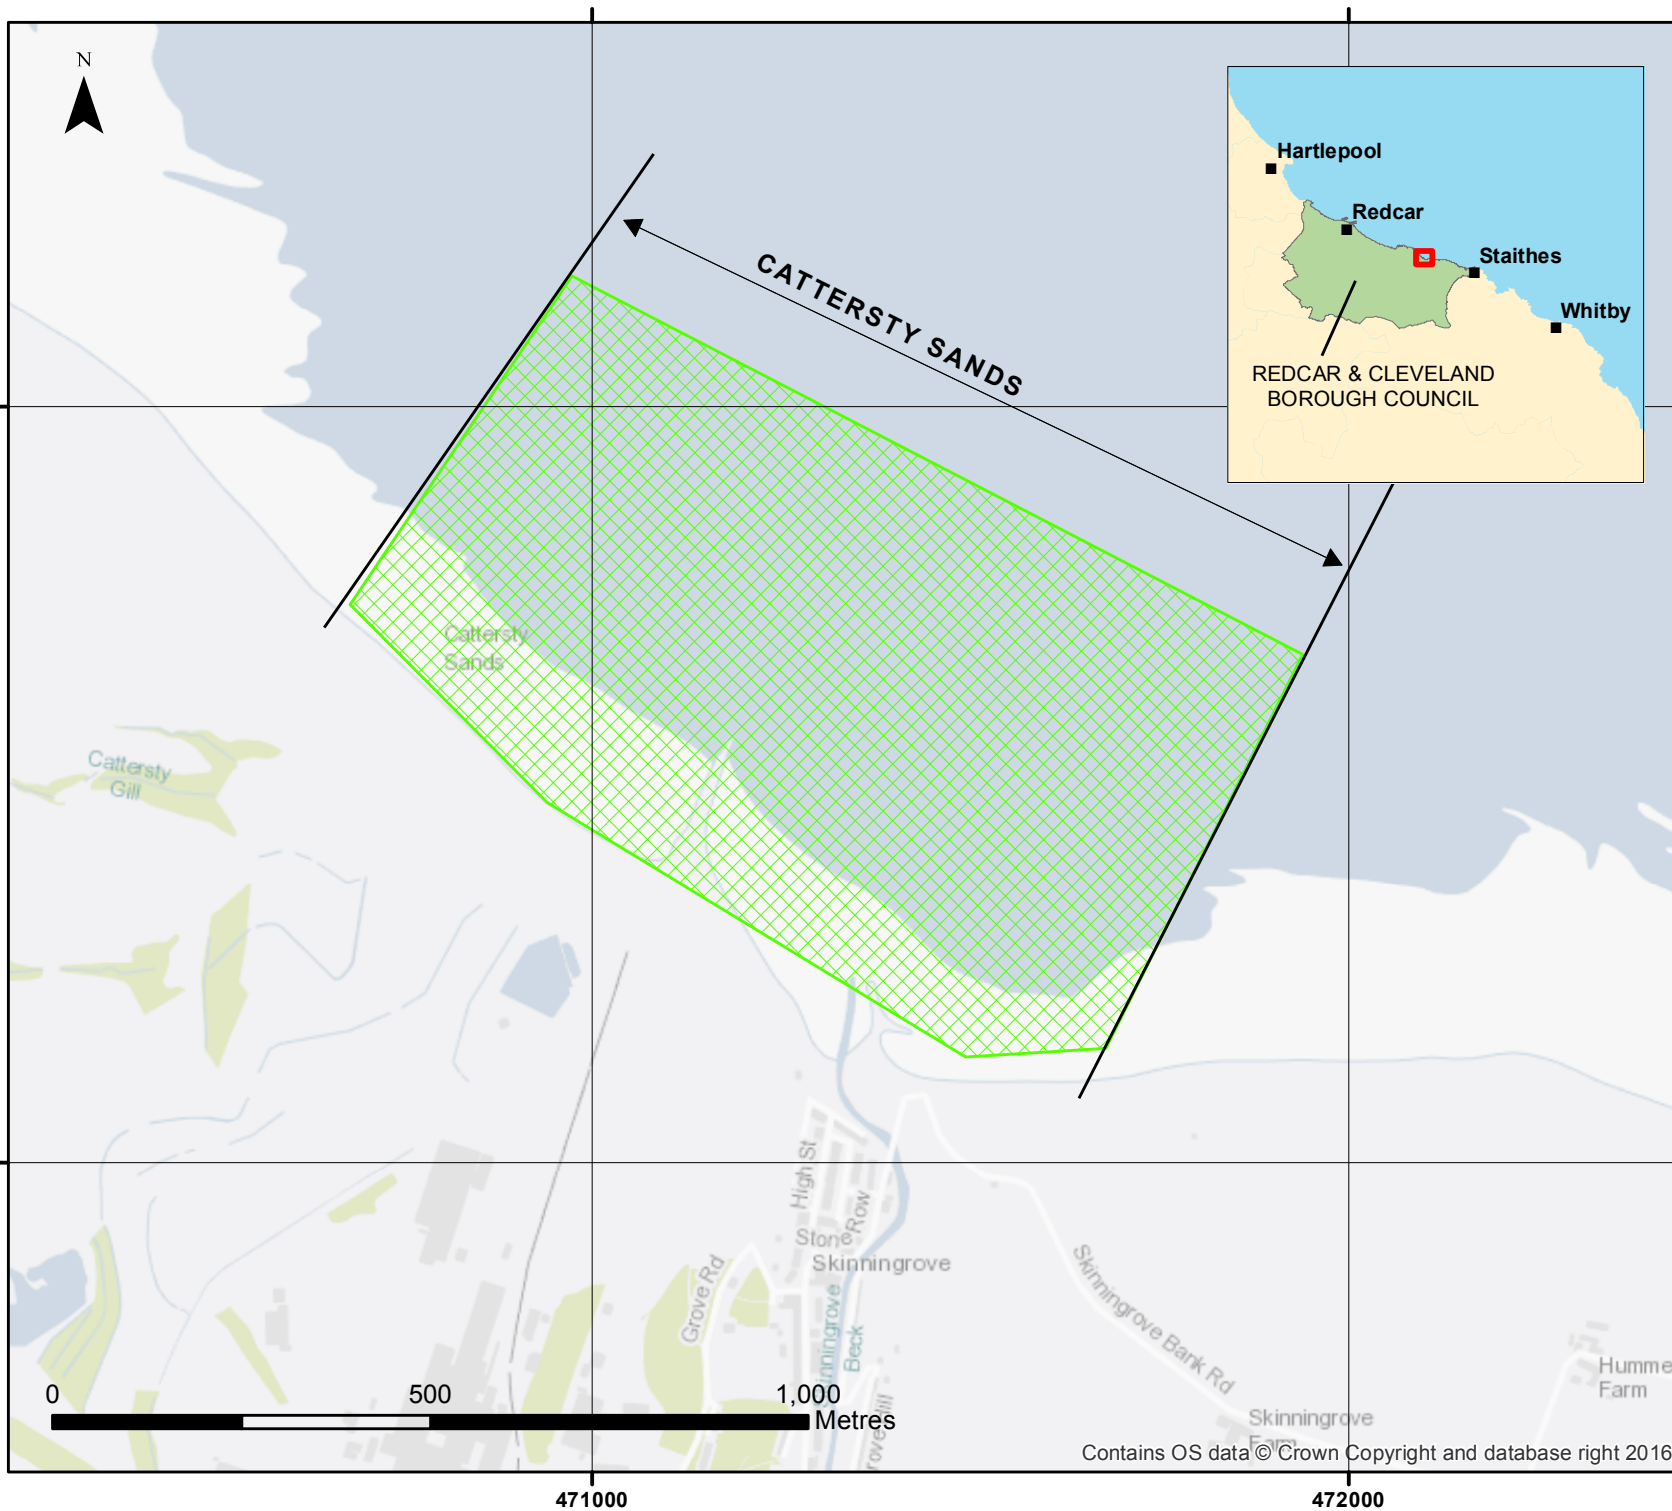 N
Hartlepool
Redcar
Staithes
Whitby
REDCAR & CLEVELAND
BOROUGH COUNCIL
CATTERSTY SANDS
Cattersty
Sands
Cattersty
Gill
High St
Stone Row
Skinningrove
Grove Rd
Skinningrove
Beck
Skinningrove Bank Rd
Humme
Farm
Skinningrove
Farm
0 500 1,000
Metres
Contains OS data © Crown Copyright and database right 2016
471000 472000